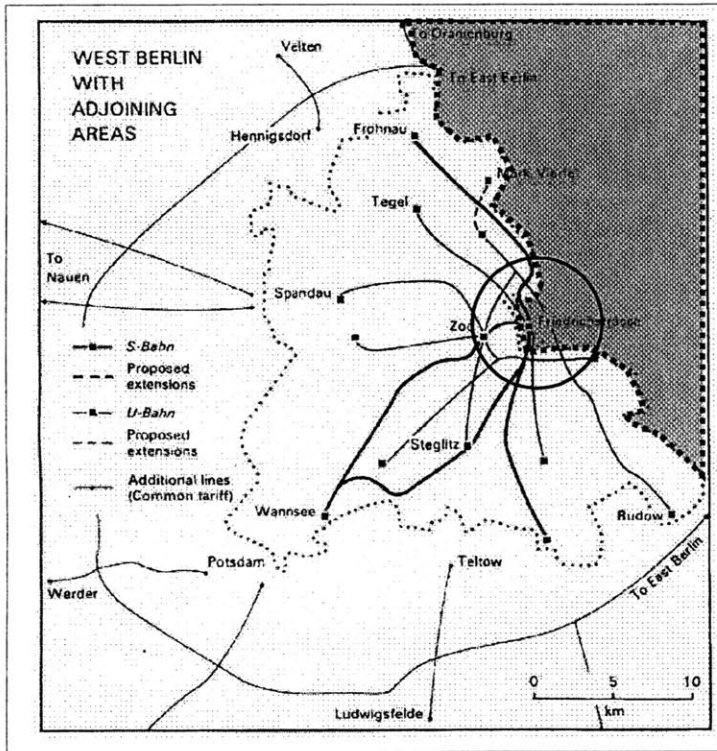 WEST BERLIN
WITH
ADJOINING
AREAS
Velten
To Oranienburg
To East Berlin
Hennigsdorf
Frohnau
Tegel
To
Nauen
Spandau
Zoo
Friedrichstrasse
S-Bahn
Proposed
extensions
U-Bahn
Proposed
extensions
Additional lines
(Common tariff)
Steglitz
Wannsee
Rudow
Potsdam
Teltow
Werder
To East Berlin
Ludwigsfelde
0 5 10
km